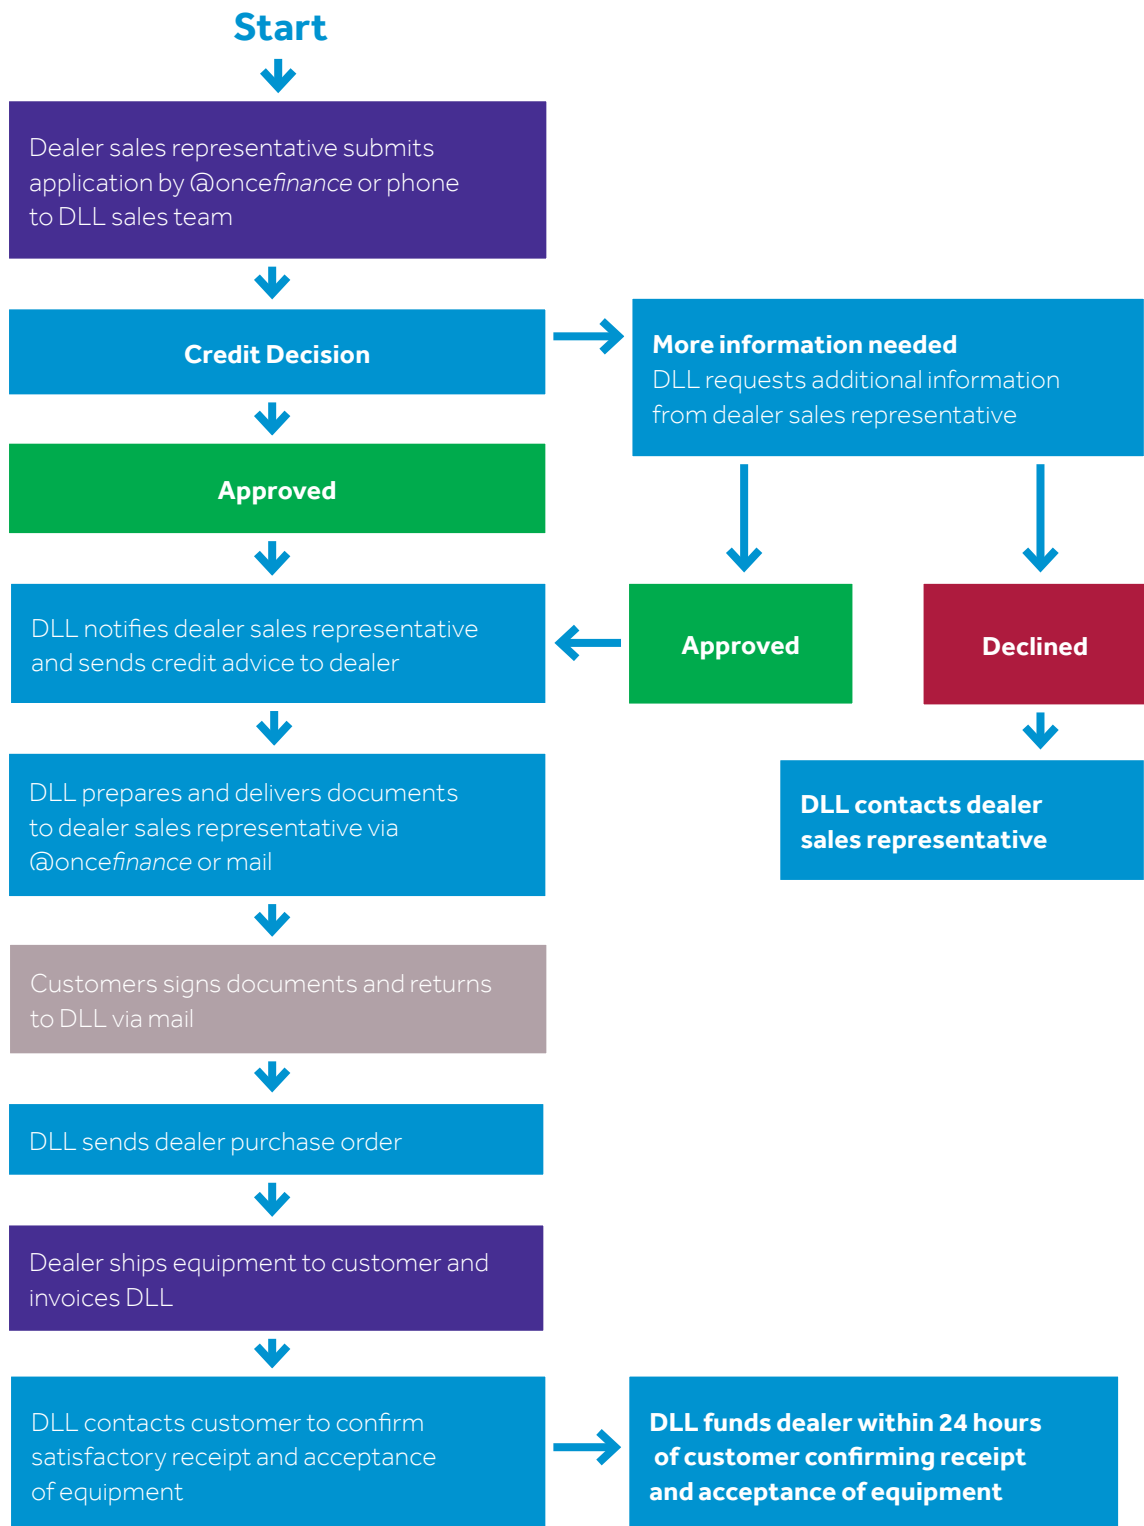 Start
Dealer sales representative submits
application by @oncefinance or phone
to DLL sales team
Credit Decision
More information needed
DLL requests additional information
from dealer sales representative
Approved
DLL notifies dealer sales representative
and sends credit advice to dealer
Approved
Declined
DLL prepares and delivers documents
to dealer sales representative via
@oncefinance or mail
DLL contacts dealer
sales representative
Customers signs documents and returns
to DLL via mail
DLL sends dealer purchase order
Dealer ships equipment to customer and
invoices DLL
DLL contacts customer to confirm
satisfactory receipt and acceptance
of equipment
DLL funds dealer within 24 hours
of customer confirming receipt
and acceptance of equipment